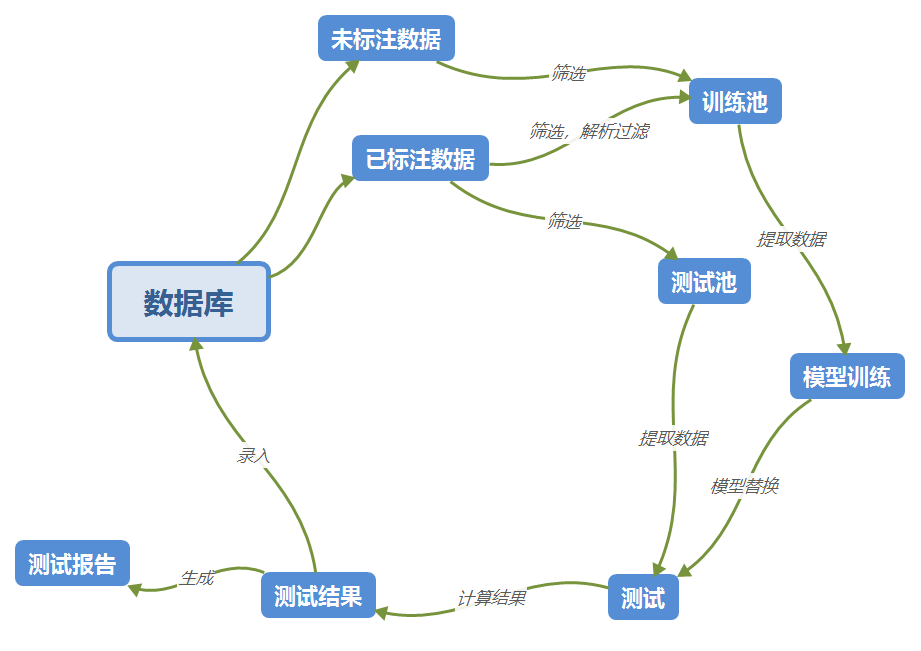 未标注数据
筛选
训练池
筛选，解析过滤
已标注数据
筛选
提取数据
测试池
数据库
模型训练
提取数据
录入
模型替换
测试报告
生成
测试结果
计算结果
测试